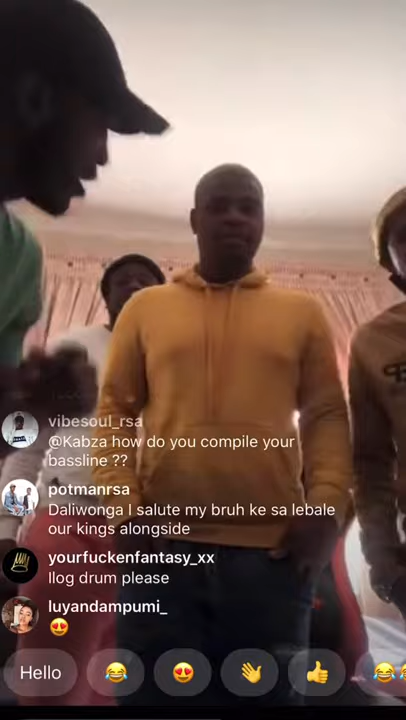 vibesoul_rsa
@Kabza how do you compile your
bassline ??
potmanrsa
Daliwonga I salute my bruh ke sa lebale
our kings alongside
yourfuckenfantasy_xx
Ilog drum please
luyandampumi_
😍
Hello